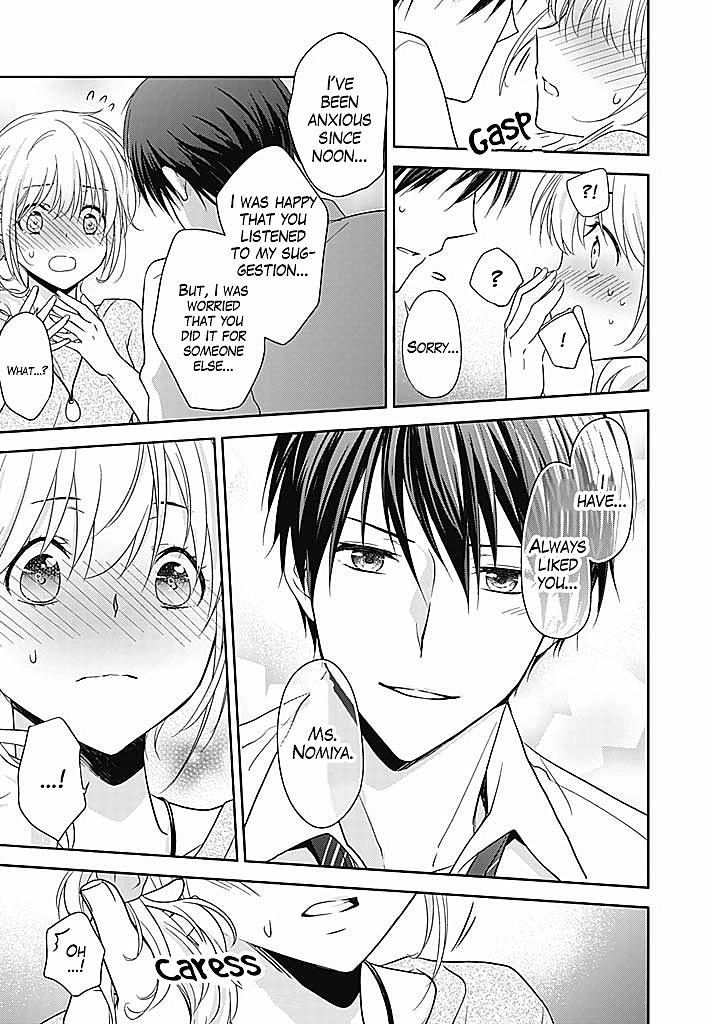 Gasp
?!
?
!
SORRY...
I'VE
BEEN
ANXIOUS
SINCE
NOON...
I WAS HAPPY
THAT YOU
LISTENED
TO MY SUG-
GESTION...
BUT, I WAS
WORRIED
THAT YOU
DID IT FOR
SOMEONE
ELSE...
WHAT...?
I
HAVE...
ALWAYS
LIKED
YOU...
MS.
NOMIYA.
...!
caress
OH
...!